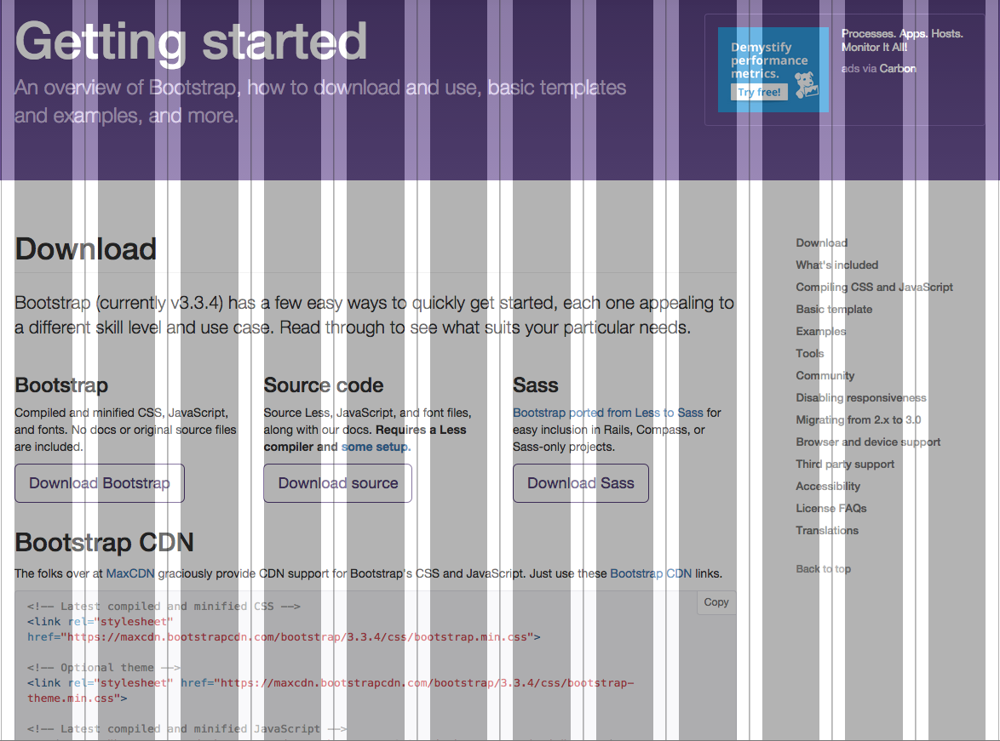 Getting started
An overview of Bootstrap, how to download and use, basic templates
and examples, and more.
Demystify
performance
metrics.
Try free!
Processes. Apps. Hosts.
Monitor It All!
ads via Carbon
Download
Bootstrap (currently v3.3.4) has a few easy ways to quickly get started, each one appealing to
a different skill level and use case. Read through to see what suits your particular needs.
Bootstrap
Compiled and minified CSS, JavaScript,
and fonts. No docs or original source files
are included.
Download Bootstrap
Source code
Source Less, JavaScript, and font files,
along with our docs. Requires a Less
compiler and some setup.
Download source
Sass
Bootstrap ported from Less to Sass for
easy inclusion in Rails, Compass, or
Sass-only projects.
Download Sass
Bootstrap CDN
The folks over at MaxCDN graciously provide CDN support for Bootstrap's CSS and JavaScript. Just use these Bootstrap CDN links.
Copy
<!-- Latest compiled and minified CSS -->
<link rel="stylesheet"
href="https://maxcdn.bootstrapcdn.com/bootstrap/3.3.4/css/bootstrap.min.css">
<!-- Optional theme -->
<link rel="stylesheet" href="https://maxcdn.bootstrapcdn.com/bootstrap/3.3.4/css/bootstrap-
theme.min.css">
<!-- Latest compiled and minified JavaScript -->
Download
What's included
Compiling CSS and JavaScript
Basic template
Examples
Tools
Community
Disabling responsiveness
Migrating from 2.x to 3.0
Browser and device support
Third party support
Accessibility
License FAQs
Translations
Back to top